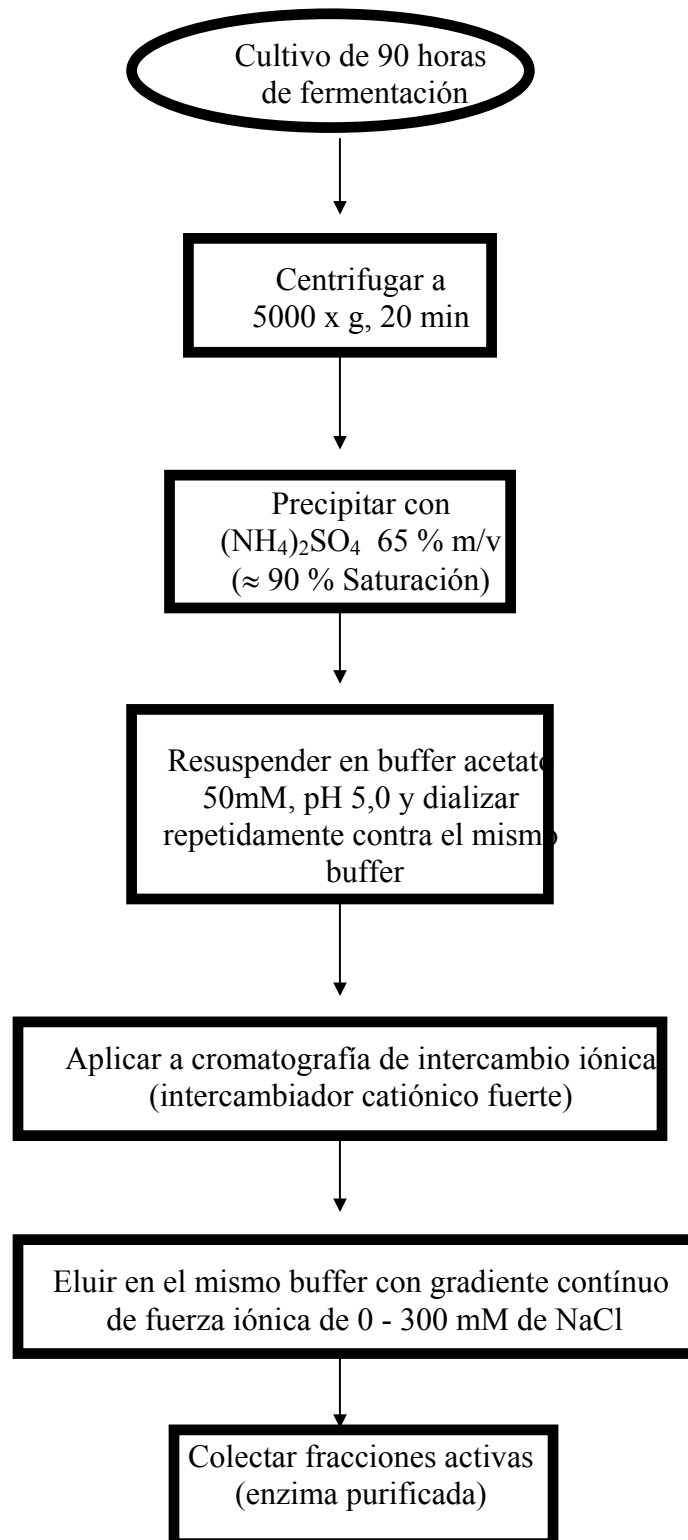 Cultivo de 90 horas
de fermentación
Centrifugar a
5000 x g, 20 min
Precipitar con
(NH₄)₂SO₄ 65 % m/v
(≈ 90 % Saturación)
Resuspender en buffer acetato
50mM, pH 5,0 y dializar
repetidamente contra el mismo
buffer
Aplicar a cromatografía de intercambio iónica
(intercambiador catiónico fuerte)
Eluir en el mismo buffer con gradiente contínuo
de fuerza iónica de 0 - 300 mM de NaCl
Colectar fracciones activas
(enzima purificada)